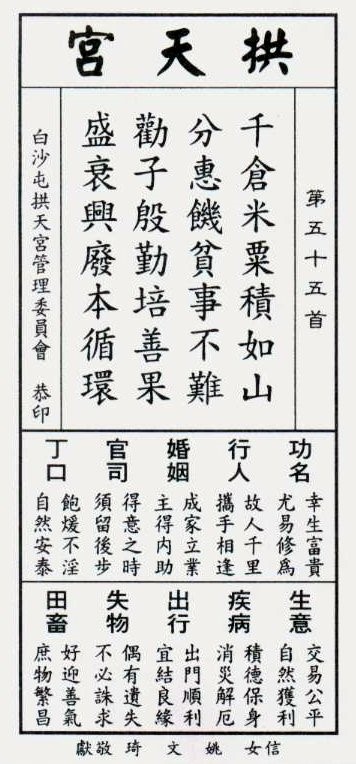 拱天宮
第五十五首
千倉米粟積如山
分惠饑貧事不難
勸子殷勤培善果
盛衰興廢本循環
白沙屯拱天宮管理委員會 恭印
功名
幸生富貴
尤易修為
行人
故人千里
攜手相逢
婚姻
成家立業
主得內助
官司
得意之時
須留後步
丁口
飽煖不淫
自然安泰
生意
交易公平
自然獲利
疾病
積德保身
消災解厄
出行
出門順利
宜結良緣
失物
偶有遺失
不必誅求
田畜
好迎善氣
庶物繁昌
信女 姚文琦 敬獻